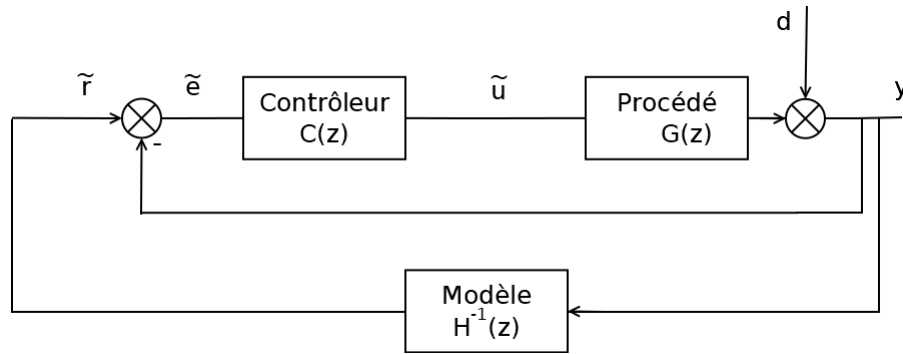 d
r̃
ẽ
Contrôleur
C(z)
ũ
Procédé
G(z)
y
-
Modèle
H⁻¹(z)